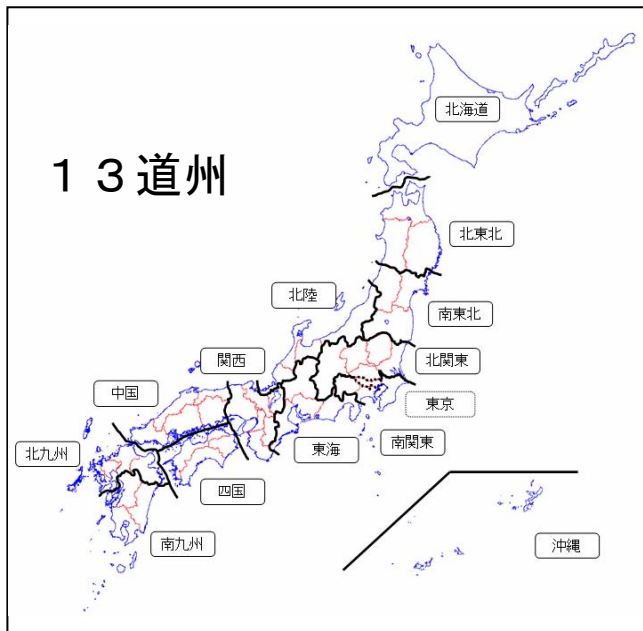 北海道
１３道州
北東北
北陸
南東北
関西
北関東
中国
東京
北九州
東海
南関東
四国
南九州
沖縄